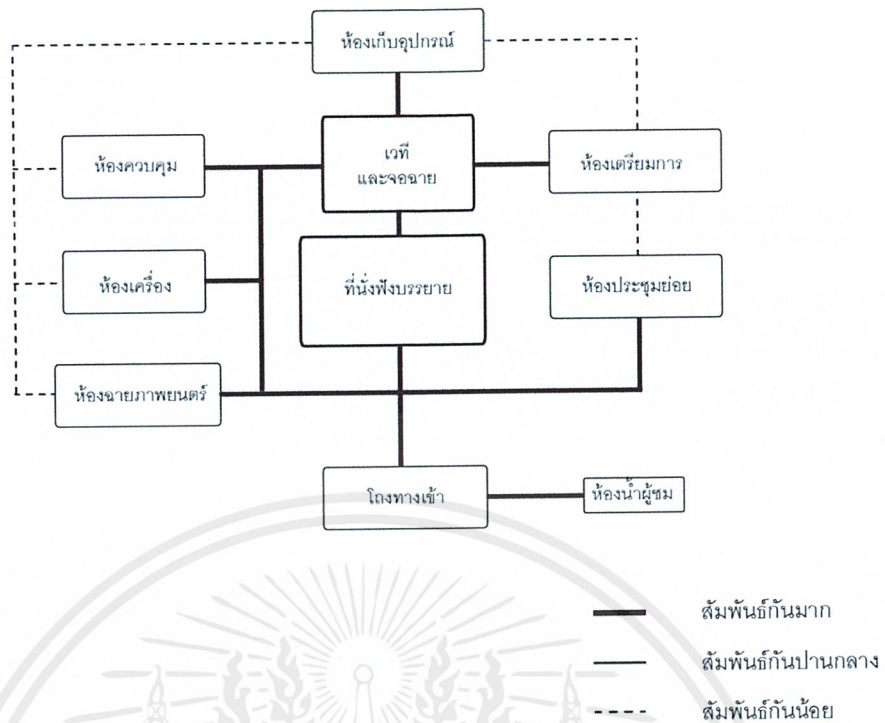 ห้องเก็บอุปกรณ์
ห้องควบคุม
เวที
และจอฉาย
ห้องเตรียมการ
ห้องเครื่อง
ที่นั่งฟังบรรยาย
ห้องประชุมย่อย
ห้องฉายภาพยนตร์
โถงทางเข้า
ห้องน้ำผู้ชม
สัมพันธ์กันมาก
สัมพันธ์กันปานกลาง
สัมพันธ์กันน้อย